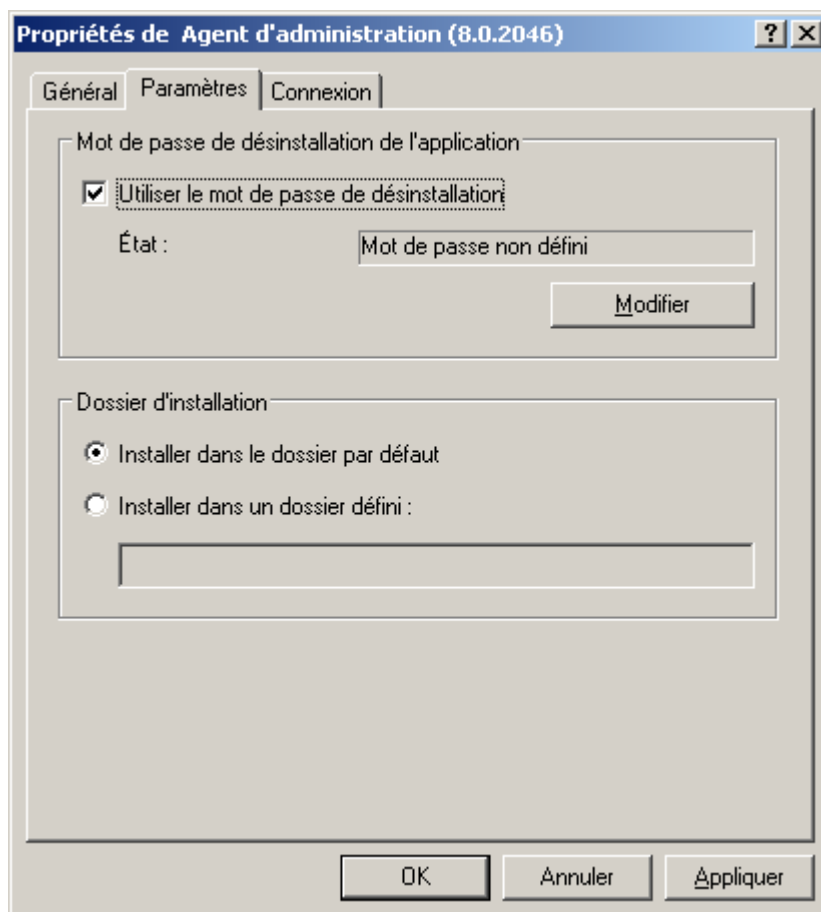 Propriétés de Agent d'administration (8.0.2046)
Général Paramètres Connexion
Mot de passe de désinstallation de l'application
Utiliser le mot de passe de désinstallation
État : Mot de passe non défini
Modifier
Dossier d'installation
Installer dans le dossier par défaut
Installer dans un dossier défini :
OK Annuler Appliquer